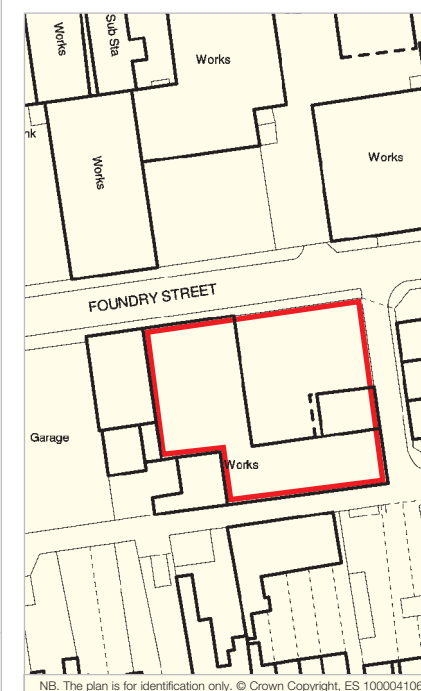 Works
Sub Sta
Works
nk
Works
Works
FOUNDRY STREET
Garage
Works
NB. The plan is for identification only. © Crown Copyright, ES 100004106